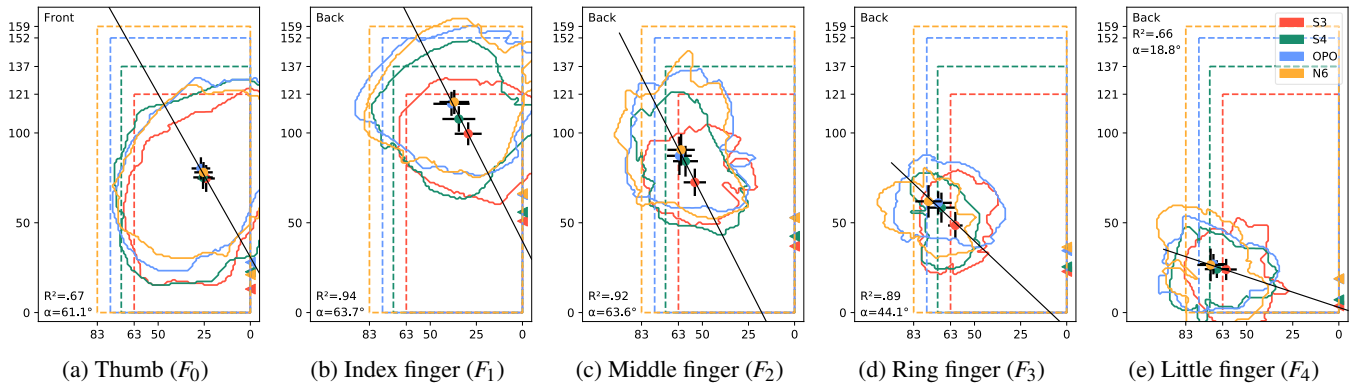 Front
159
152
137
121
100
50
0
83
63
50
25
0
R²=.67
α=61.1°
(a) Thumb (F₀)
Back
159
152
137
121
100
50
0
83
63
50
25
0
R²=.94
α=63.7°
(b) Index finger (F₁)
Back
159
152
137
121
100
50
0
83
63
50
25
0
R²=.92
α=63.6°
(c) Middle finger (F₂)
Back
159
152
137
121
100
50
0
83
63
50
25
0
R²=.89
α=44.1°
(d) Ring finger (F₃)
Back
R²=.66
α=18.8°
S3
S4
OPO
N6
159
152
137
121
100
50
0
83
63
50
25
0
(e) Little finger (F₄)